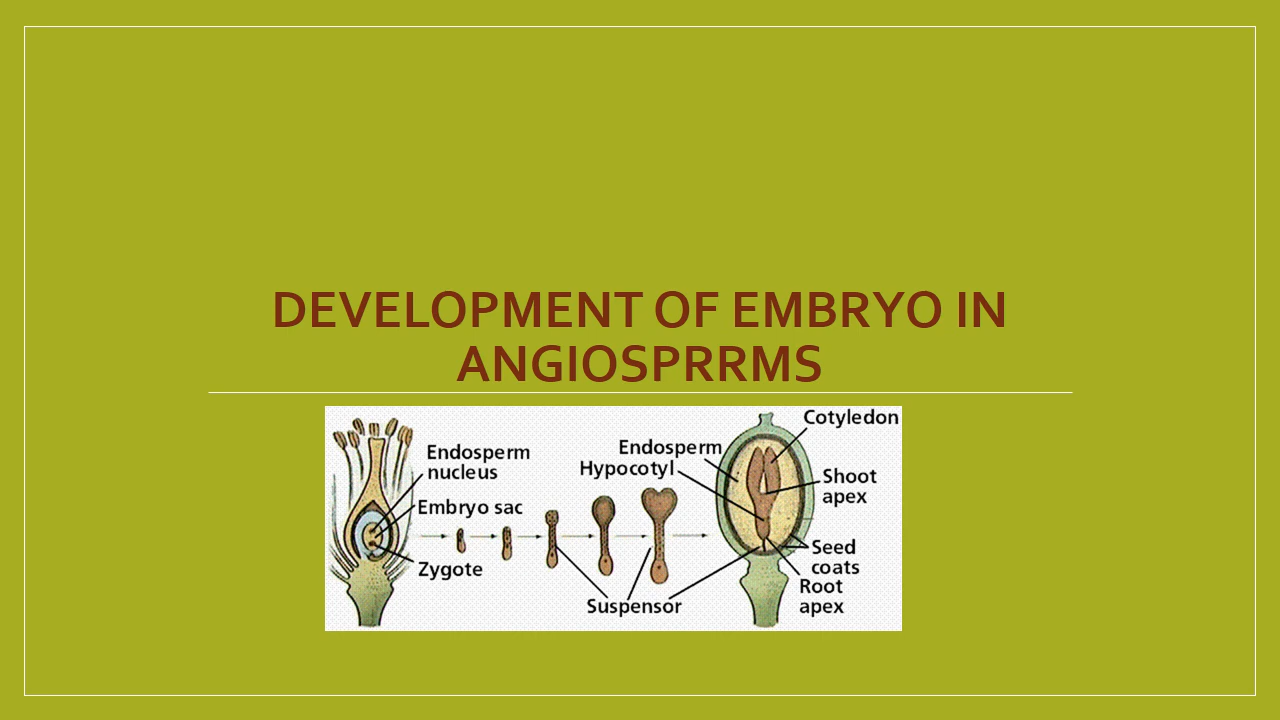 DEVELOPMENT OF EMBRYO IN
ANGIOSPRRMS
Endosperm
nucleus
Embryo sac
Zygote
Suspensor
Endosperm
Hypocotyl
Cotyledon
Shoot
apex
Seed
coats
Root
apex